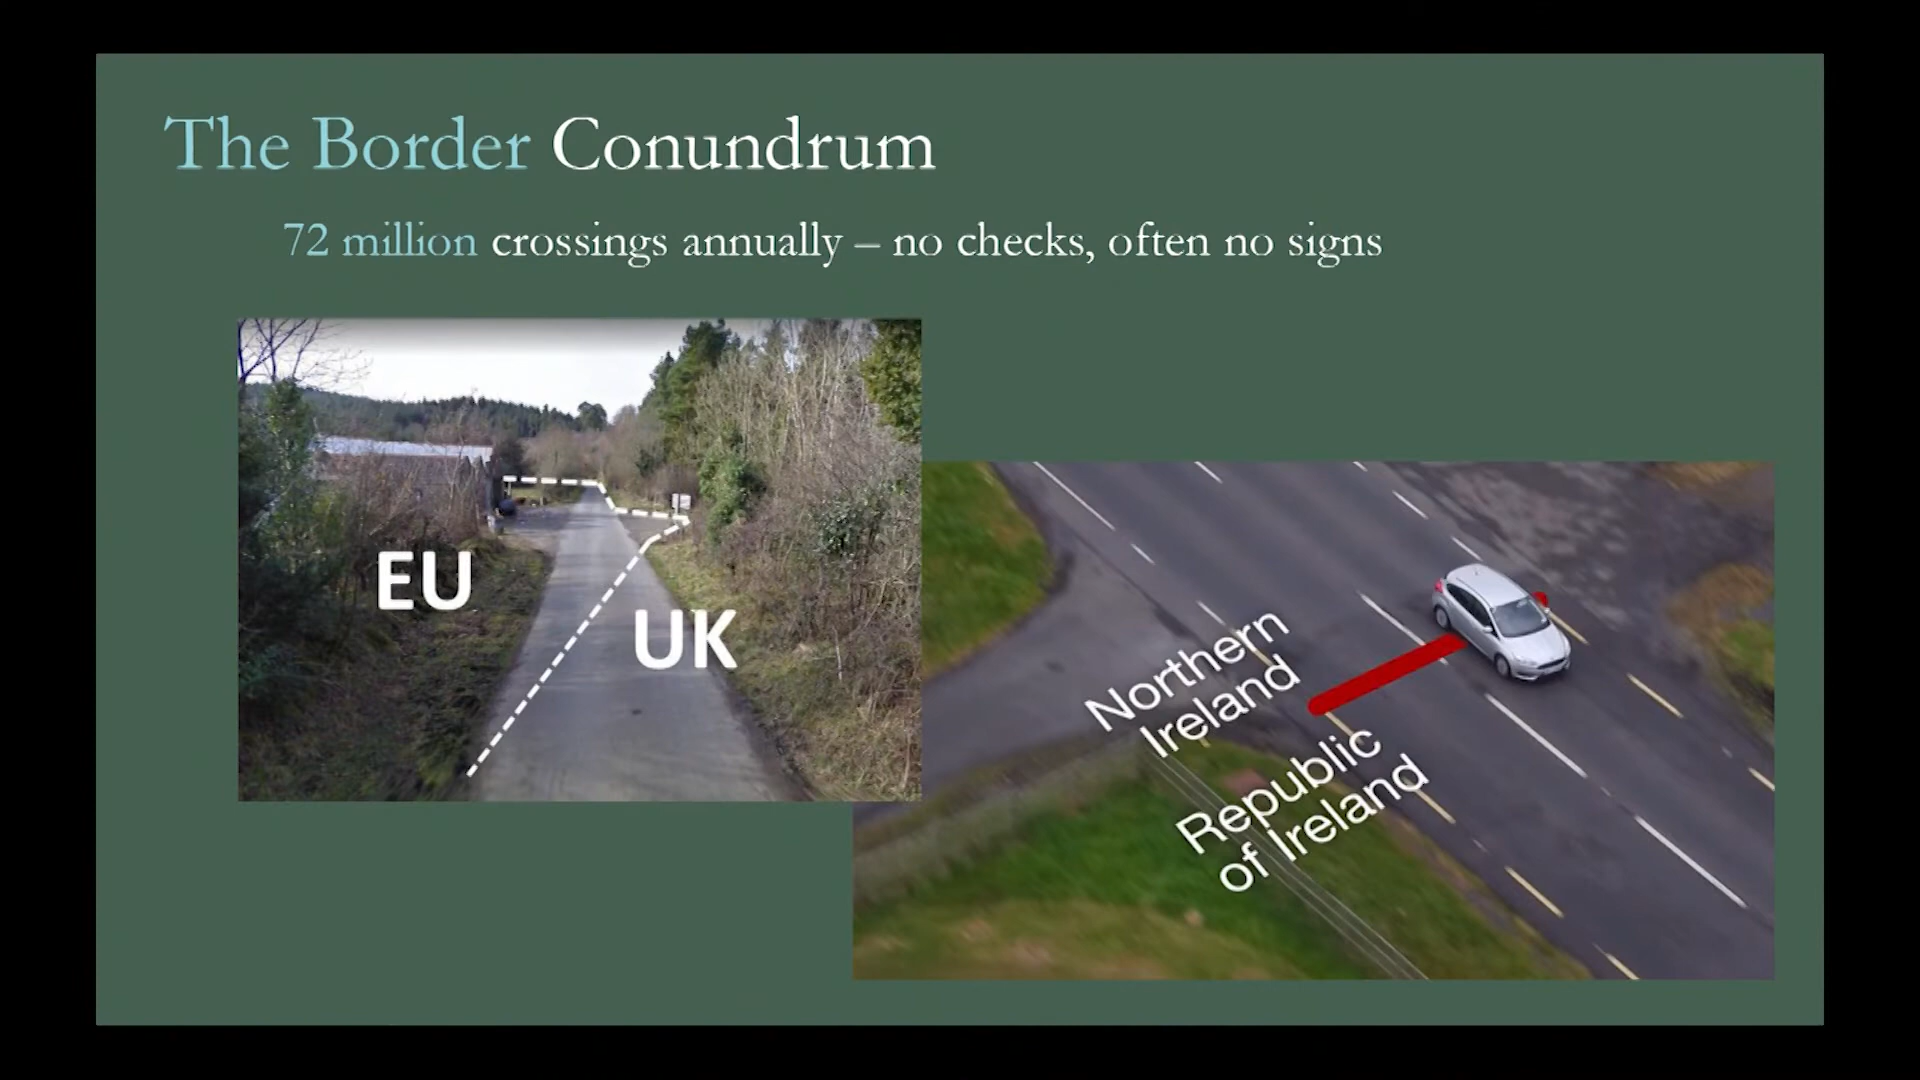 The Border Conundrum
72 million crossings annually – no checks, often no signs
EU
UK
Northern
Ireland
Republic
of Ireland